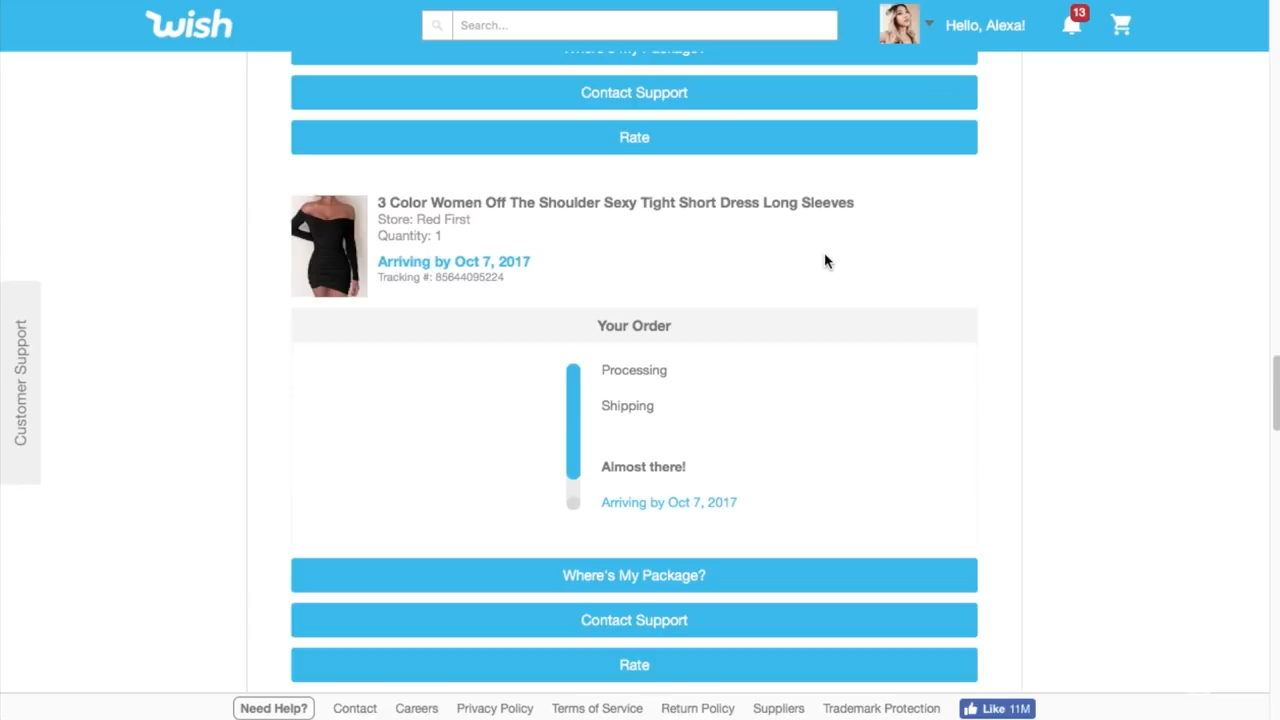 wish
Search...
Hello, Alexa!
13
Where's My Package?
Contact Support
Rate
3 Color Women Off The Shoulder Sexy Tight Short Dress Long Sleeves
Store: Red First
Quantity: 1
Arriving by Oct 7, 2017
Tracking #: 85644095224
Customer Support
Your Order
Processing
Shipping
Almost there!
Arriving by Oct 7, 2017
Where's My Package?
Contact Support
Rate
Need Help? Contact Careers Privacy Policy Terms of Service Return Policy Suppliers Trademark Protection Like 11M